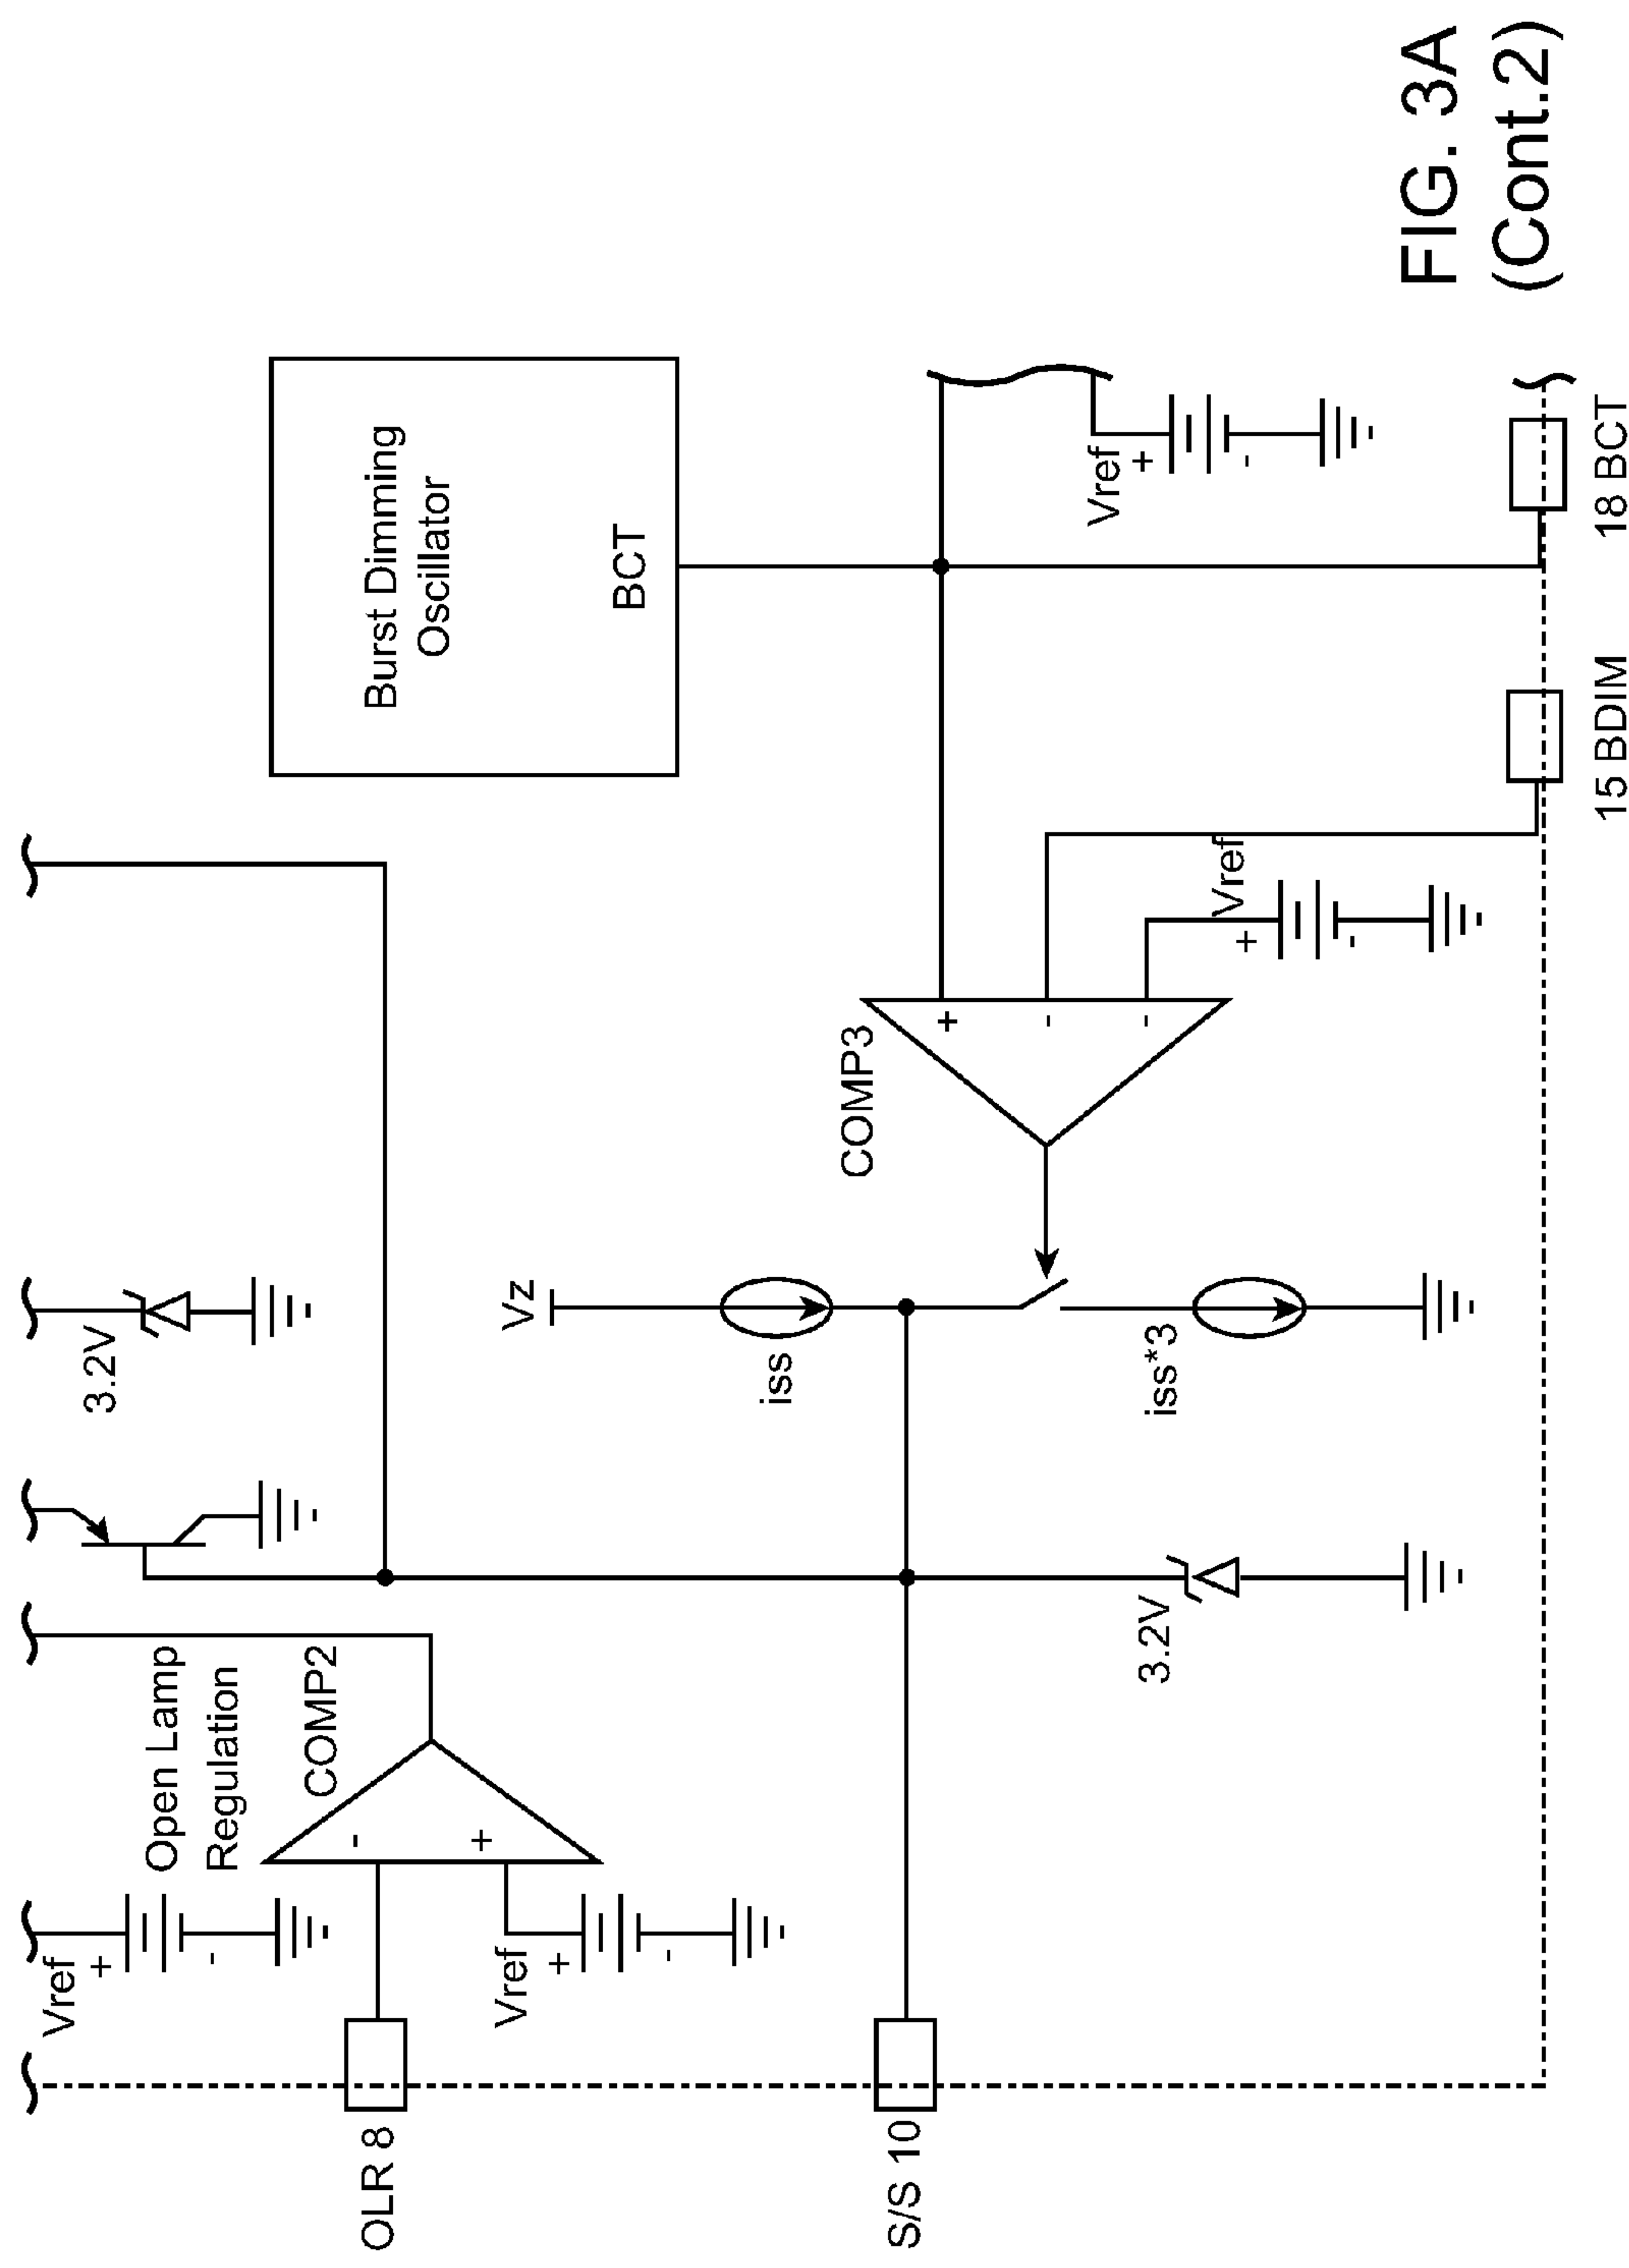 Vref
+
-
Open Lamp
Regulation
COMP2
-
+
OLR 8
Vref
+
-
S/S 10
3.2V
3.2V
Vz
iss
iss*3
COMP3
+
-
-
Vref
+
-
Burst Dimming
Oscillator
BCT
Vref
+
-
15 BDIM
18 BCT
FIG. 3A
(Cont.2)